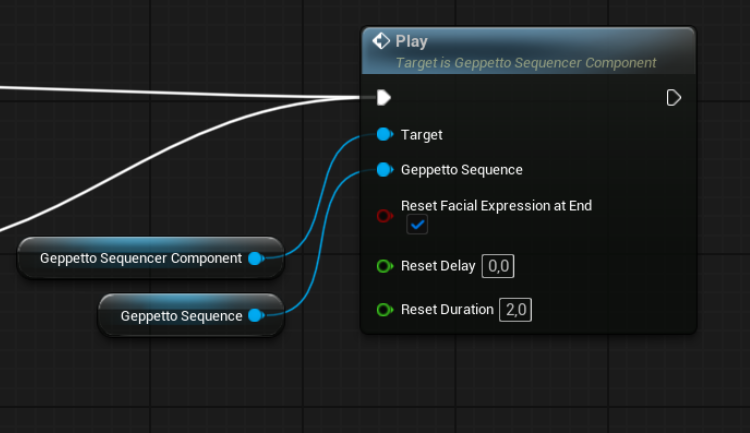 Play
Target is Geppetto Sequencer Component
Target
Geppetto Sequence
Reset Facial Expression at End
Geppetto Sequencer Component
Reset Delay 0,0
Geppetto Sequence
Reset Duration 2,0